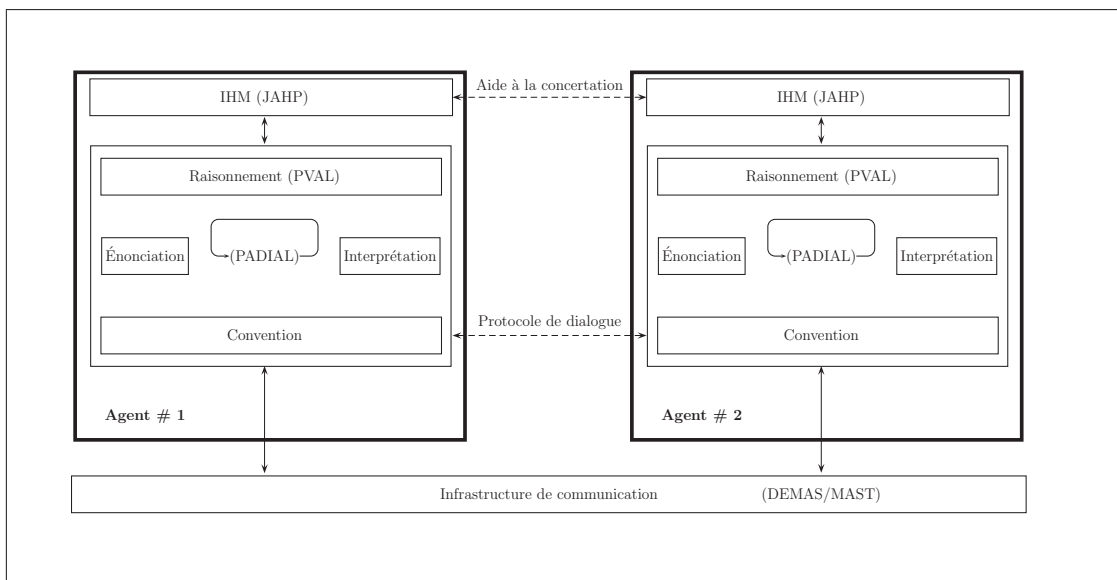 Aide à la concertation
IHM (JAHP)
IHM (JAHP)
Raisonnement (PVAL)
Raisonnement (PVAL)
Énonciation
(PADIAL)
Interprétation
Énonciation
(PADIAL)
Interprétation
Protocole de dialogue
Convention
Convention
Agent # 1
Agent # 2
Infrastructure de communication (DEMAS/MAST)